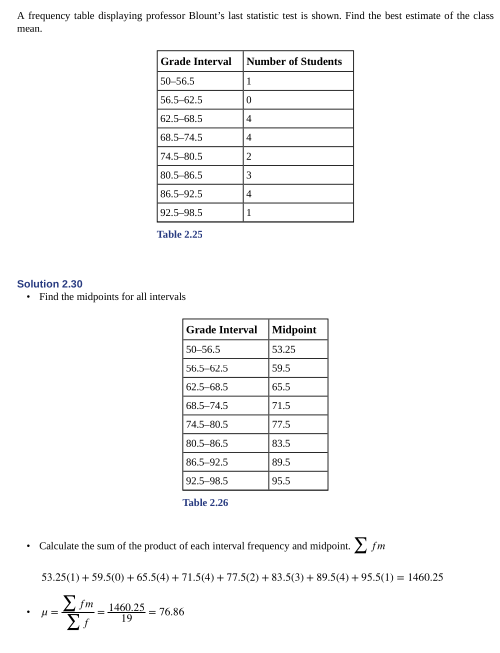 A frequency table displaying professor Blount's last statistic test is shown. Find the best estimate of the class
mean.
Grade Interval Number of Students
50–56.5 1
56.5–62.5 0
62.5–68.5 4
68.5–74.5 4
74.5–80.5 2
80.5–86.5 3
86.5–92.5 4
92.5–98.5 1
Table 2.25
Solution 2.30
• Find the midpoints for all intervals
Grade Interval Midpoint
50–56.5 53.25
56.5–62.5 59.5
62.5–68.5 65.5
68.5–74.5 71.5
74.5–80.5 77.5
80.5–86.5 83.5
86.5–92.5 89.5
92.5–98.5 95.5
Table 2.26
• Calculate the sum of the product of each interval frequency and midpoint. ∑ fm
53.25(1) + 59.5(0) + 65.5(4) + 71.5(4) + 77.5(2) + 83.5(3) + 89.5(4) + 95.5(1) = 1460.25
• μ = ∑ fm / ∑ f = 1460.25 / 19 = 76.86